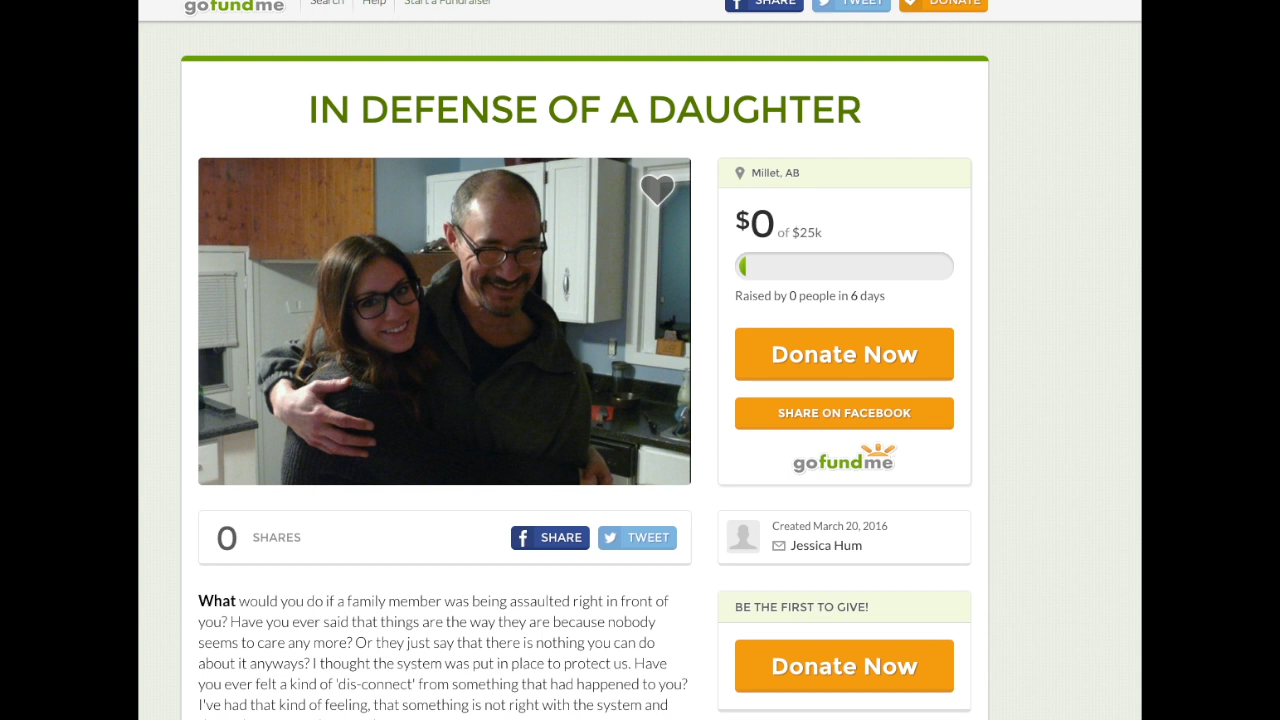 gofundme Search Help Start a Fundraiser SHARE TWEET DONATE
IN DEFENSE OF A DAUGHTER
Millet, AB
$0 of $25k
Raised by 0 people in 6 days
Donate Now
SHARE ON FACEBOOK
gofundme
0 SHARES SHARE TWEET
Created March 20, 2016
Jessica Hum
What would you do if a family member was being assaulted right in front of
you? Have you ever said that things are the way they are because nobody
seems to care any more? Or they just say that there is nothing you can do
about it anyways? I thought the system was put in place to protect us. Have
you ever felt a kind of 'dis-connect' from something that had happened to you?
I've had that kind of feeling, that something is not right with the system and
BE THE FIRST TO GIVE!
Donate Now